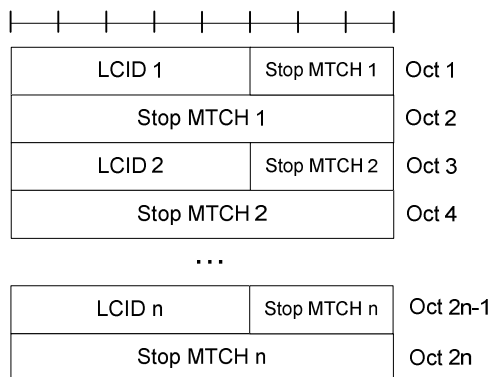 LCID 1 Stop MTCH 1 Oct 1
Stop MTCH 1 Oct 2
LCID 2 Stop MTCH 2 Oct 3
Stop MTCH 2 Oct 4
...
LCID n Stop MTCH n Oct 2n-1
Stop MTCH n Oct 2n